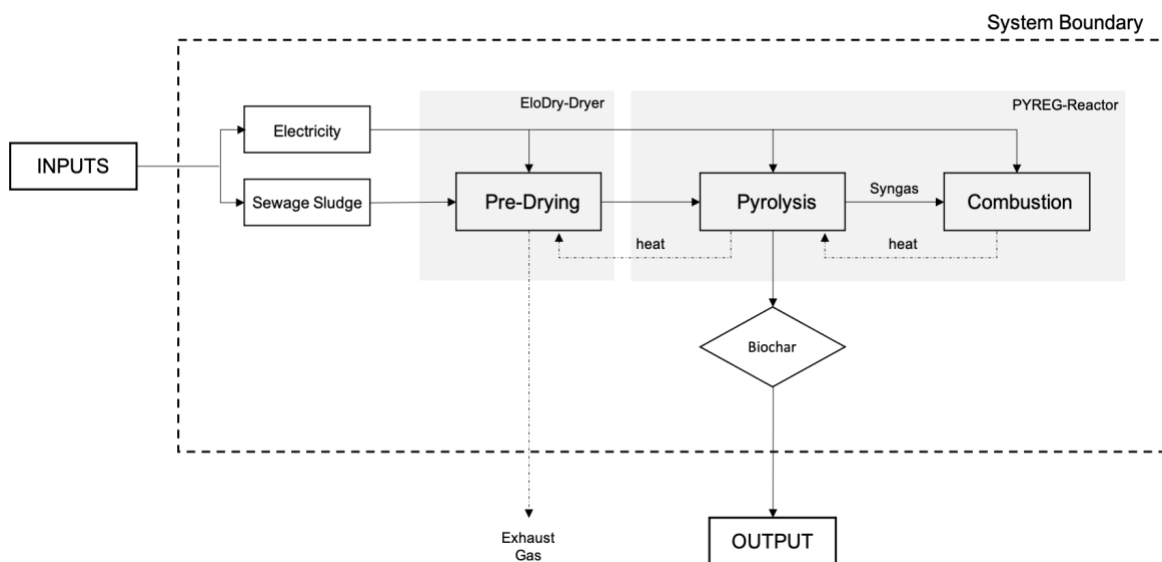 System Boundary
EloDry-Dryer
PYREG-Reactor
Electricity
INPUTS
Sewage Sludge
Pre-Drying
Pyrolysis
Syngas
Combustion
heat
heat
Biochar
Exhaust
Gas
OUTPUT